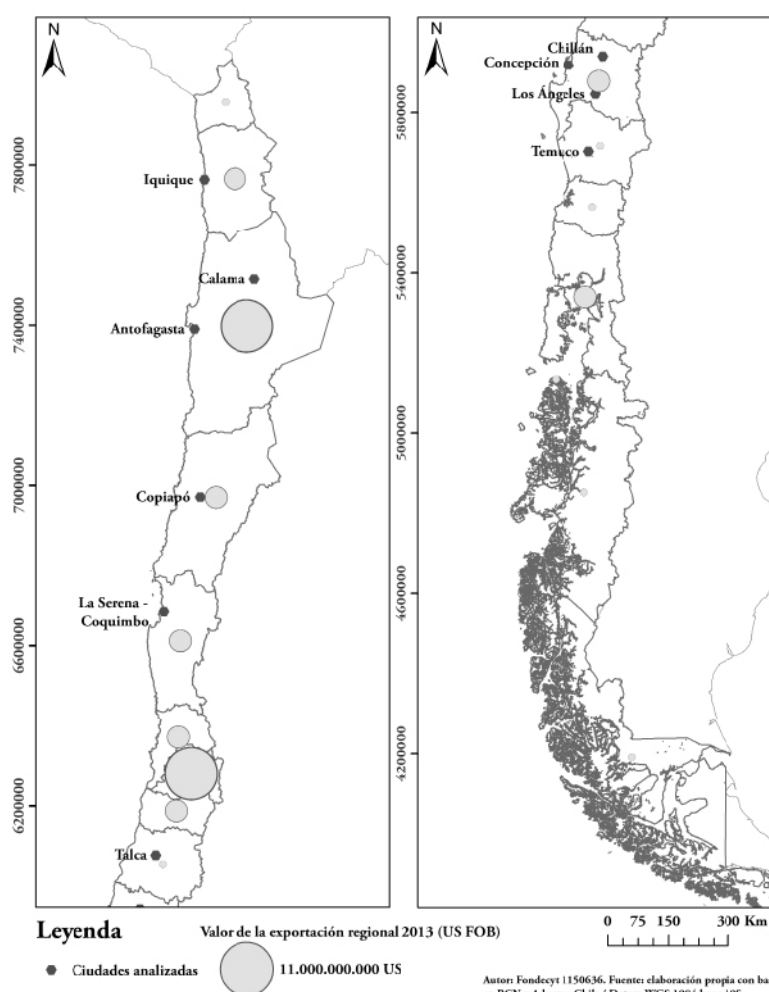 N
N
Chillán
Concepción
Los Ángeles
5800000
Temuco
7800000
Iquique
5400000
Calama
7400000
Antofagasta
5000000
7000000
Copiapó
4600000
La Serena -
Coquimbo
6600000
4200000
6200000
Talca
Leyenda
Valor de la exportación regional 2013 (US FOB)
0 75 150 300 Km
Ciudades analizadas
11.000.000.000 US
Autor: Fondecyt 1150636. Fuente: elaboración propia con ba